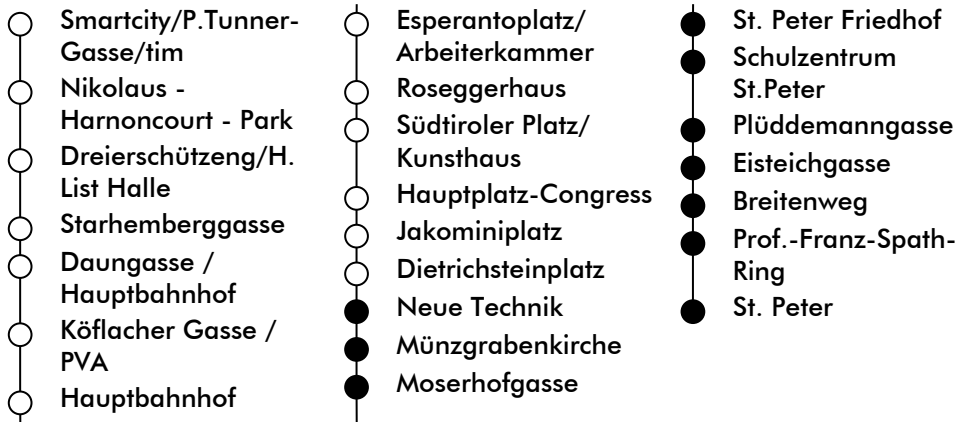 Smartcity/P.Tunner-
Gasse/tim
Nikolaus -
Harnoncourt - Park
Dreierschützeng/H.
List Halle
Starhemberggasse
Daungasse /
Hauptbahnhof
Köflacher Gasse /
PVA
Hauptbahnhof
Esperantoplatz/
Arbeiterkammer
Roseggerhaus
Südtiroler Platz/
Kunsthaus
Hauptplatz-Congress
Jakominiplatz
Dietrichsteinplatz
Neue Technik
Münzgrabenkirche
Moserhofgasse
St. Peter Friedhof
Schulzentrum
St.Peter
Plüddemanngasse
Eisteichgasse
Breitenweg
Prof.-Franz-Spath-
Ring
St. Peter